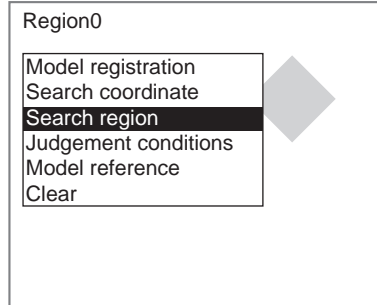 Region0
Model registration
Search coordinate
Search region
Judgement conditions
Model reference
Clear